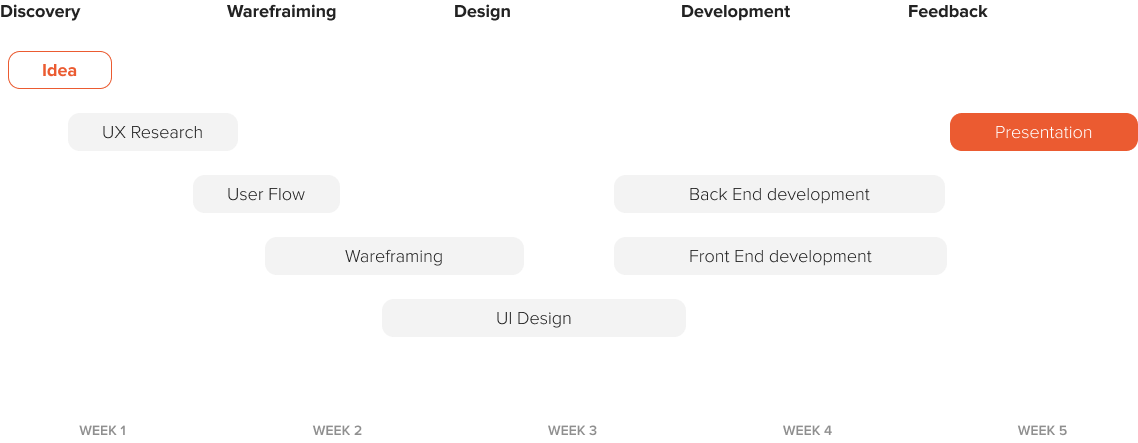 Discovery
Warefraiming
Design
Development
Feedback
Idea
UX Research
Presentation
User Flow
Back End development
Wareframing
Front End development
UI Design
WEEK 1
WEEK 2
WEEK 3
WEEK 4
WEEK 5